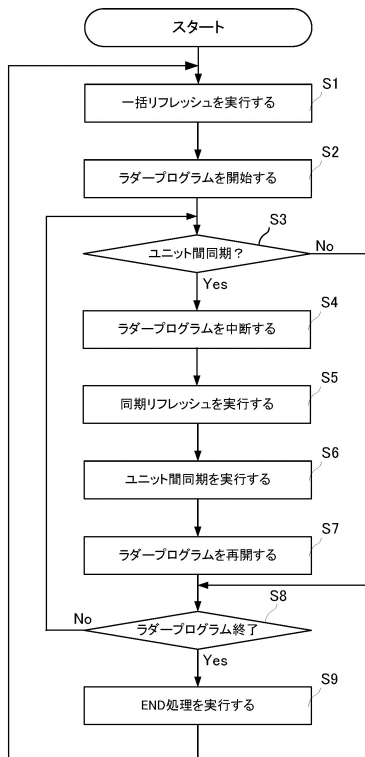 スタート
S1
一括リフレッシュを実行する
S2
ラダープログラムを開始する
S3
ユニット間同期？
No
Yes
S4
ラダープログラムを中断する
S5
同期リフレッシュを実行する
S6
ユニット間同期を実行する
S7
ラダープログラムを再開する
S8
No
ラダープログラム終了
Yes
S9
END処理を実行する